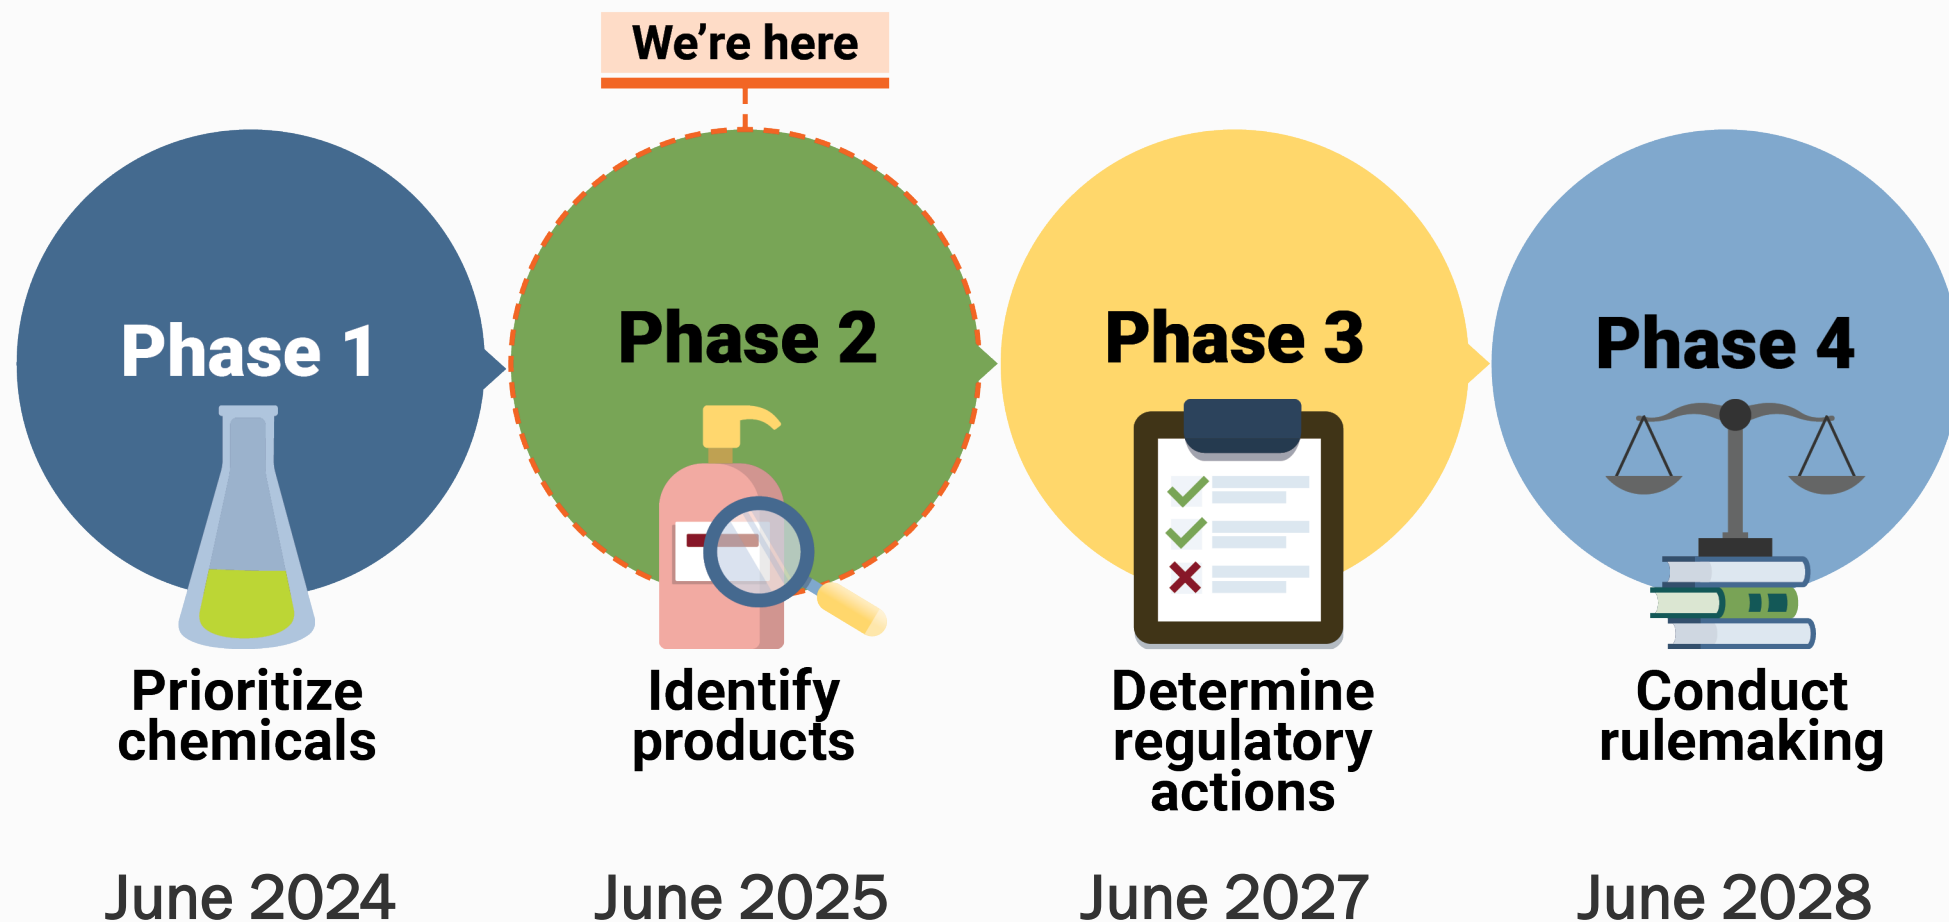 We're here
Phase 1
Phase 2
Phase 3
Phase 4
Prioritize
chemicals
Identify
products
Determine
regulatory
actions
Conduct
rulemaking
June 2024
June 2025
June 2027
June 2028